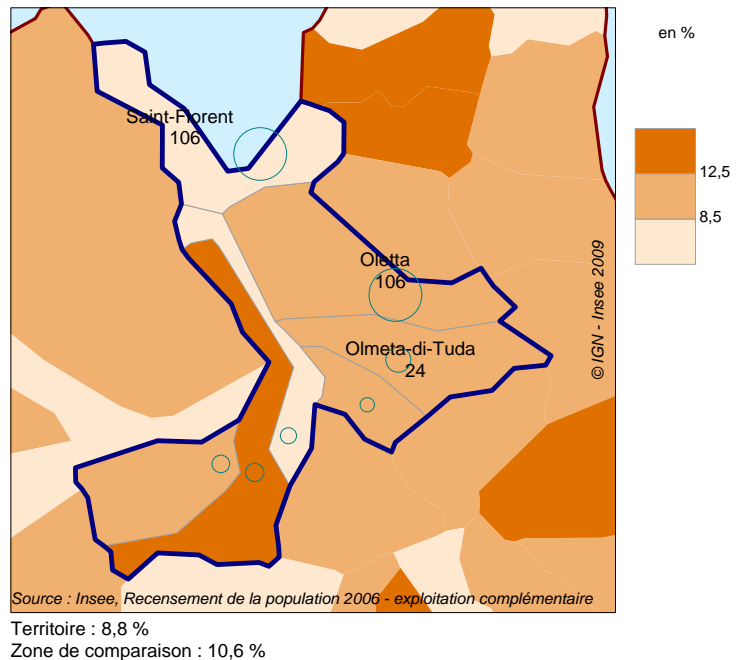 en %
Saint-Florent
106
12,5
8,5
Oletta
106
Olmeta-di-Tuda
24
© IGN - Insee 2009
Source : Insee, Recensement de la population 2006 - exploitation complémentaire
Territoire : 8,8 %
Zone de comparaison : 10,6 %